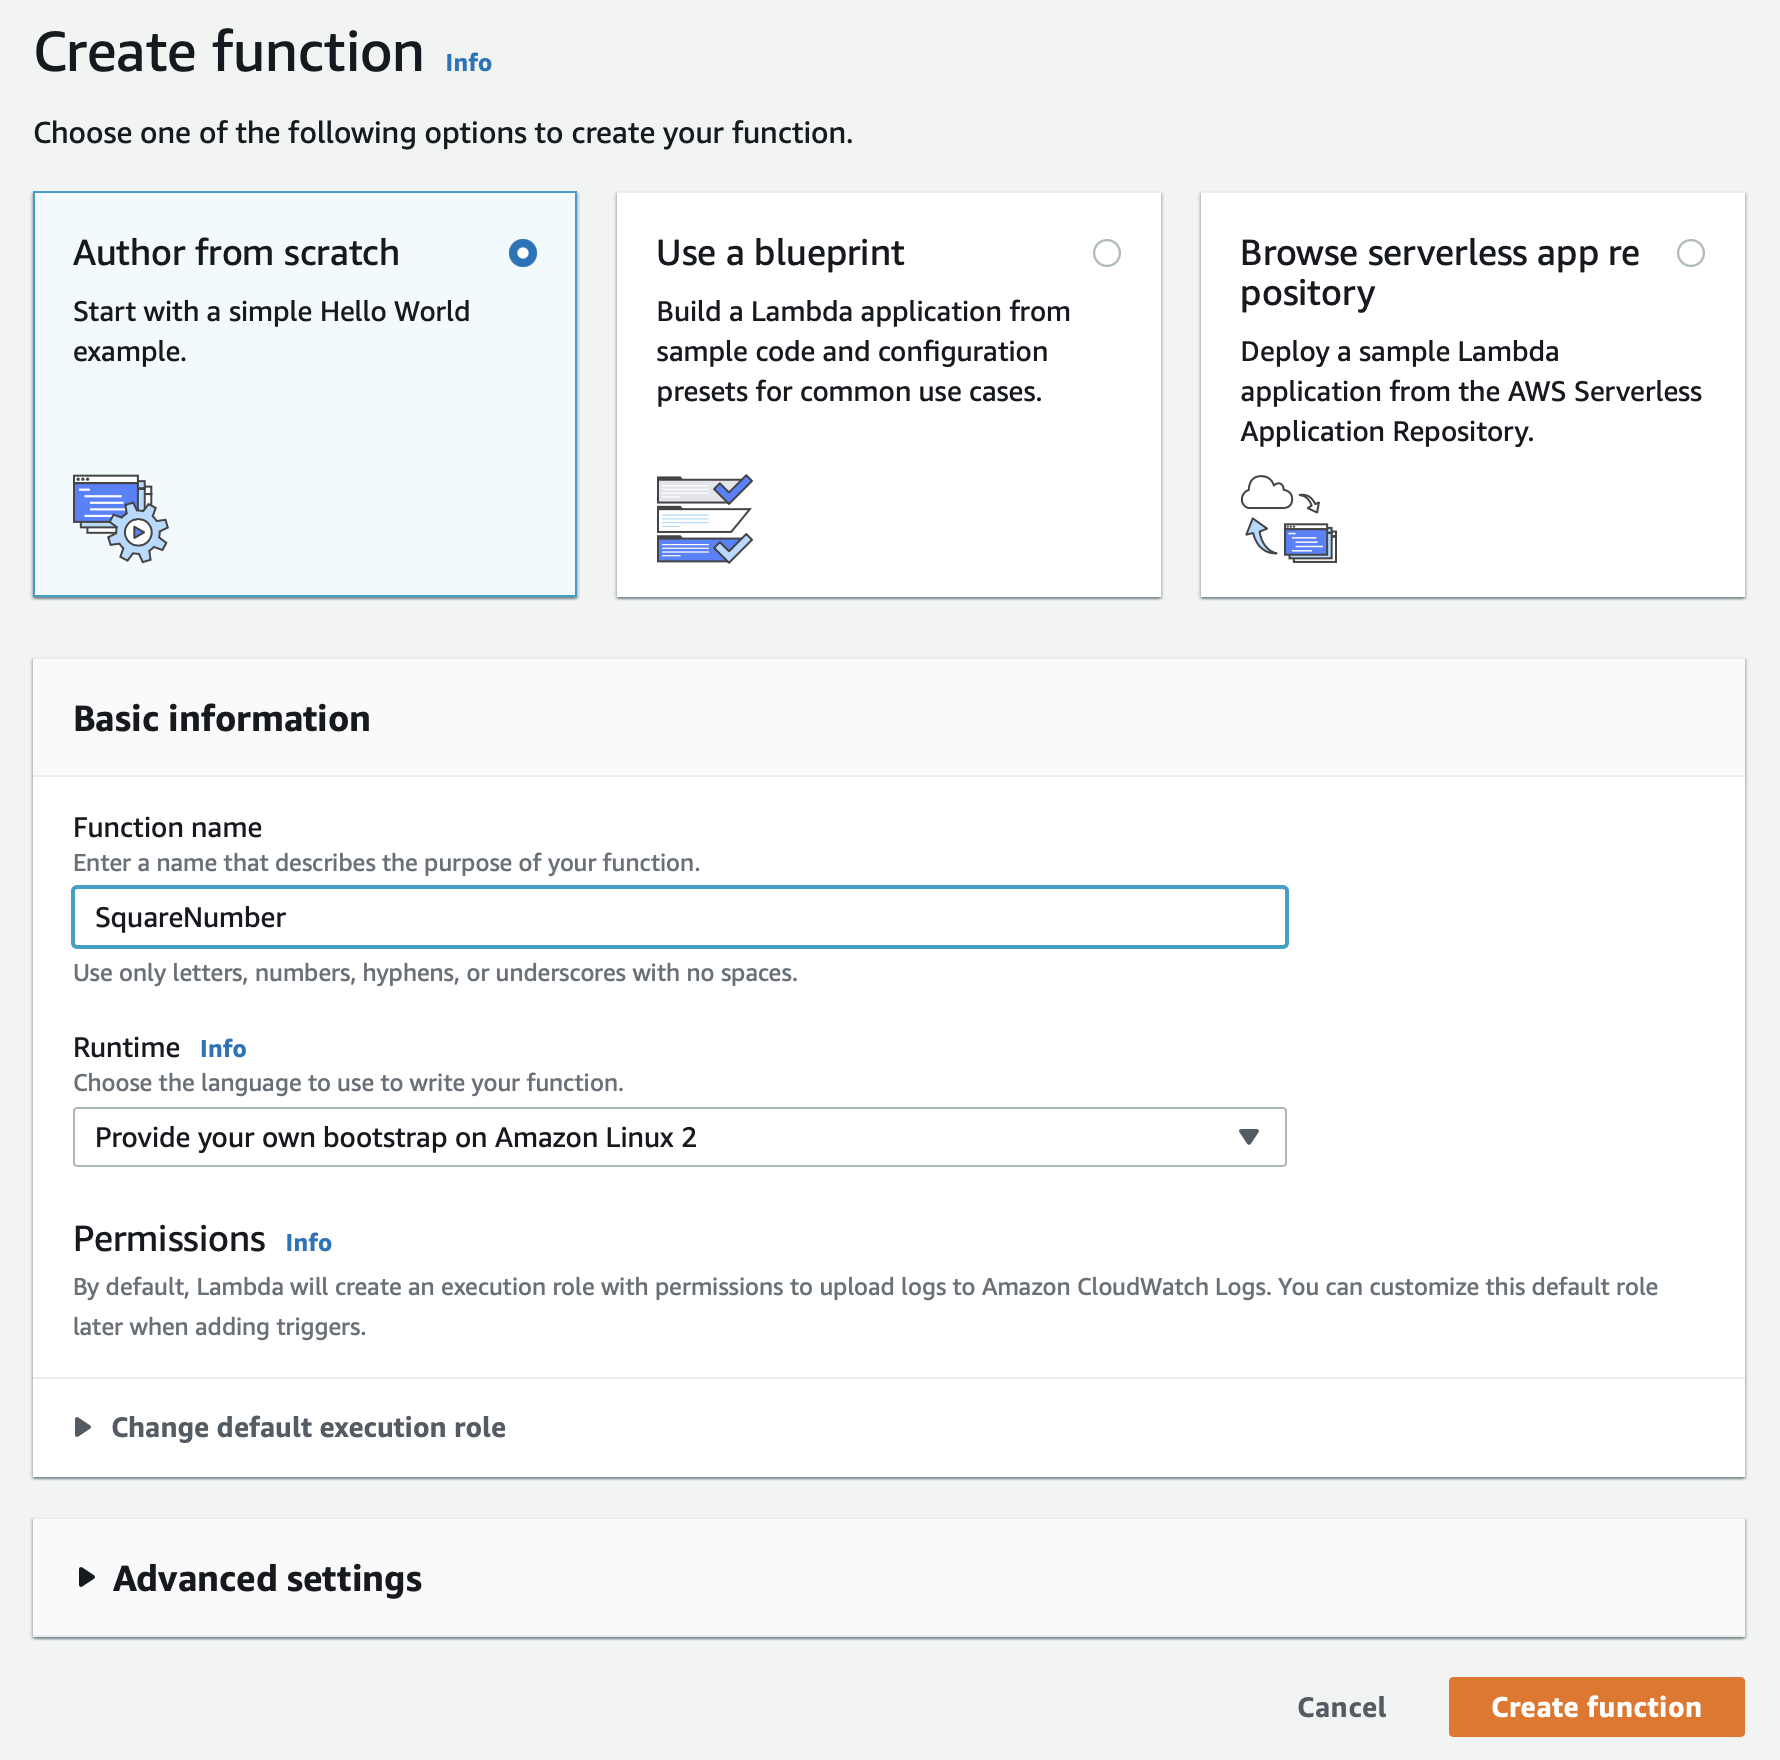 Create function Info
Choose one of the following options to create your function.
Author from scratch
Start with a simple Hello World
example.
Use a blueprint
Build a Lambda application from
sample code and configuration
presets for common use cases.
Browse serverless app re
pository
Deploy a sample Lambda
application from the AWS Serverless
Application Repository.
Basic information
Function name
Enter a name that describes the purpose of your function.
SquareNumber
Use only letters, numbers, hyphens, or underscores with no spaces.
Runtime Info
Choose the language to use to write your function.
Provide your own bootstrap on Amazon Linux 2
Permissions Info
By default, Lambda will create an execution role with permissions to upload logs to Amazon CloudWatch Logs. You can customize this default role
later when adding triggers.
Change default execution role
Advanced settings
Cancel Create function